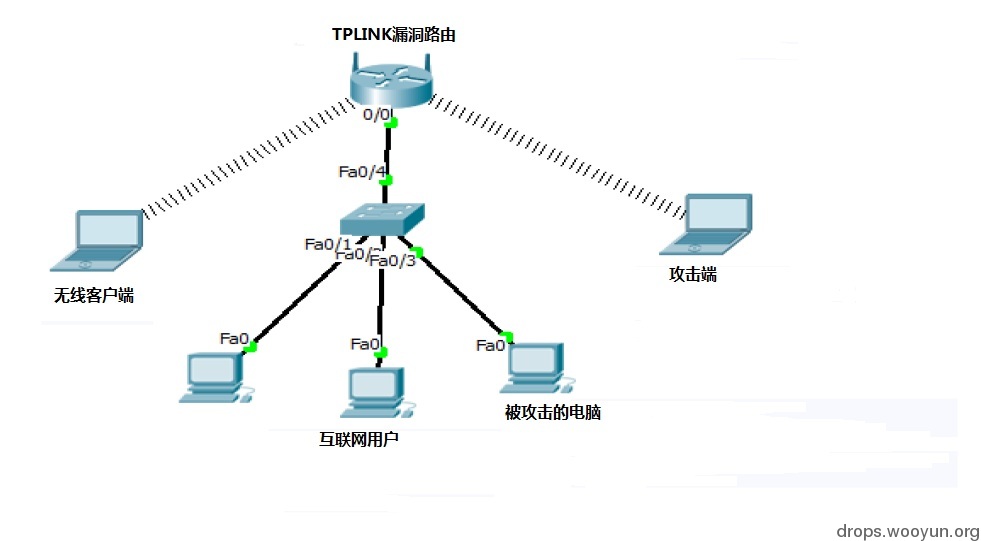 TPLINK漏洞路由
0/0
Fa0/4
Fa0/1
Fa0/2
Fa0/3
无线客户端
攻击端
Fa0
Fa0
Fa0
被攻击的电脑
互联网用户
drops.wooyun.org